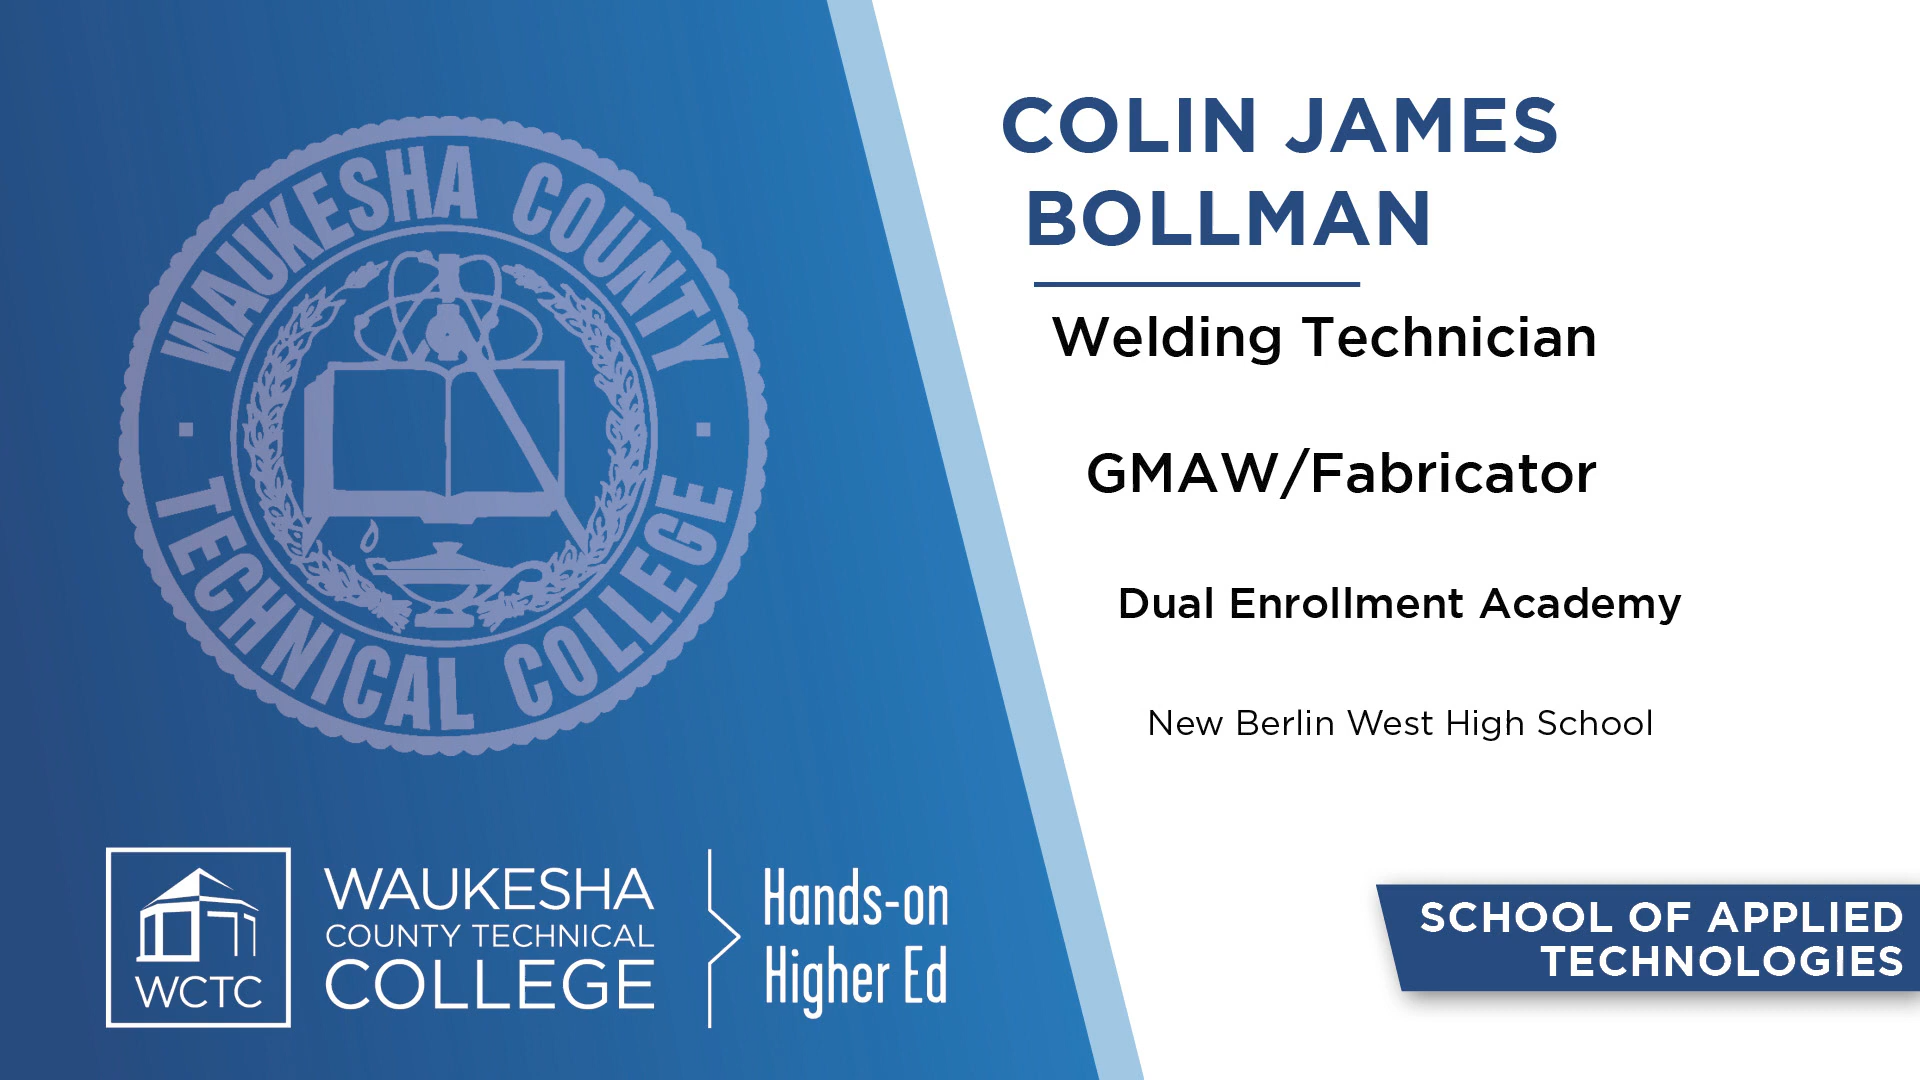 WAUKESHA COUNTY
TECHNICAL COLLEGE
WCTC
WAUKESHA
COUNTY TECHNICAL
COLLEGE
Hands-on
Higher Ed
COLIN JAMES
BOLLMAN
Welding Technician
GMAW/Fabricator
Dual Enrollment Academy
New Berlin West High School
SCHOOL OF APPLIED
TECHNOLOGIES